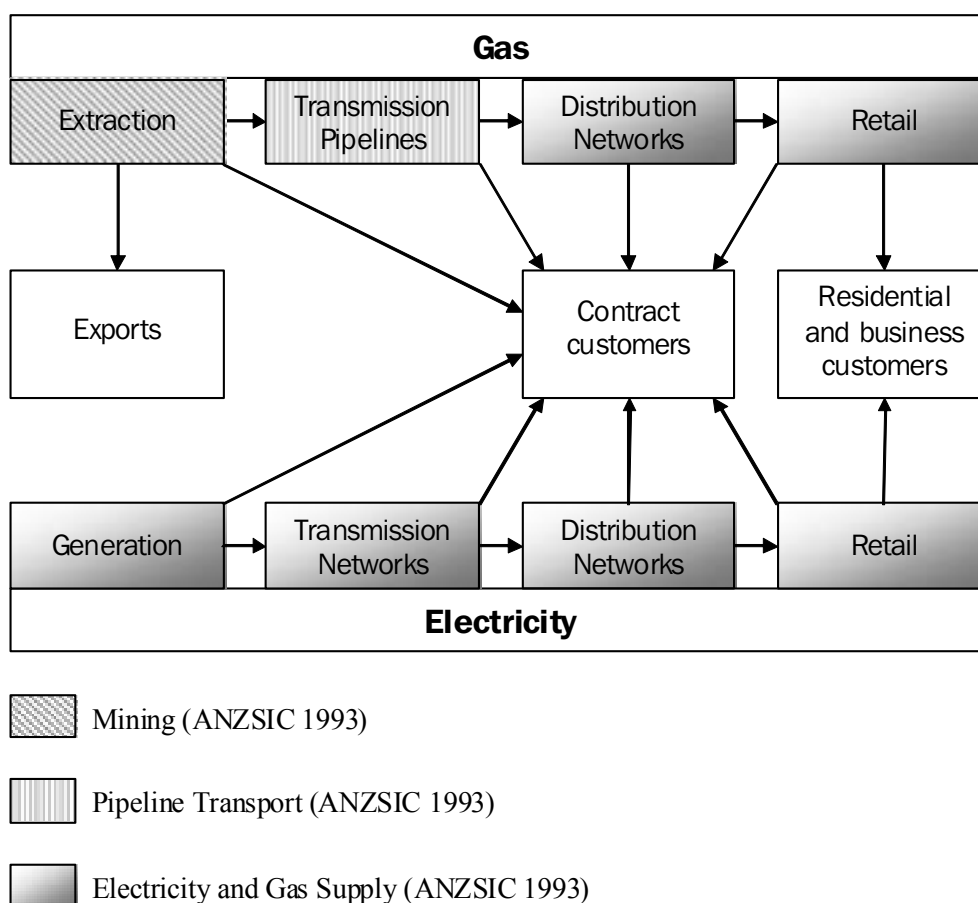 Gas
Extraction
Transmission
Pipelines
Distribution
Networks
Retail
Exports
Contract
customers
Residential
and business
customers
Generation
Transmission
Networks
Distribution
Networks
Retail
Electricity
Mining (ANZSIC 1993)
Pipeline Transport (ANZSIC 1993)
Electricity and Gas Supply (ANZSIC 1993)